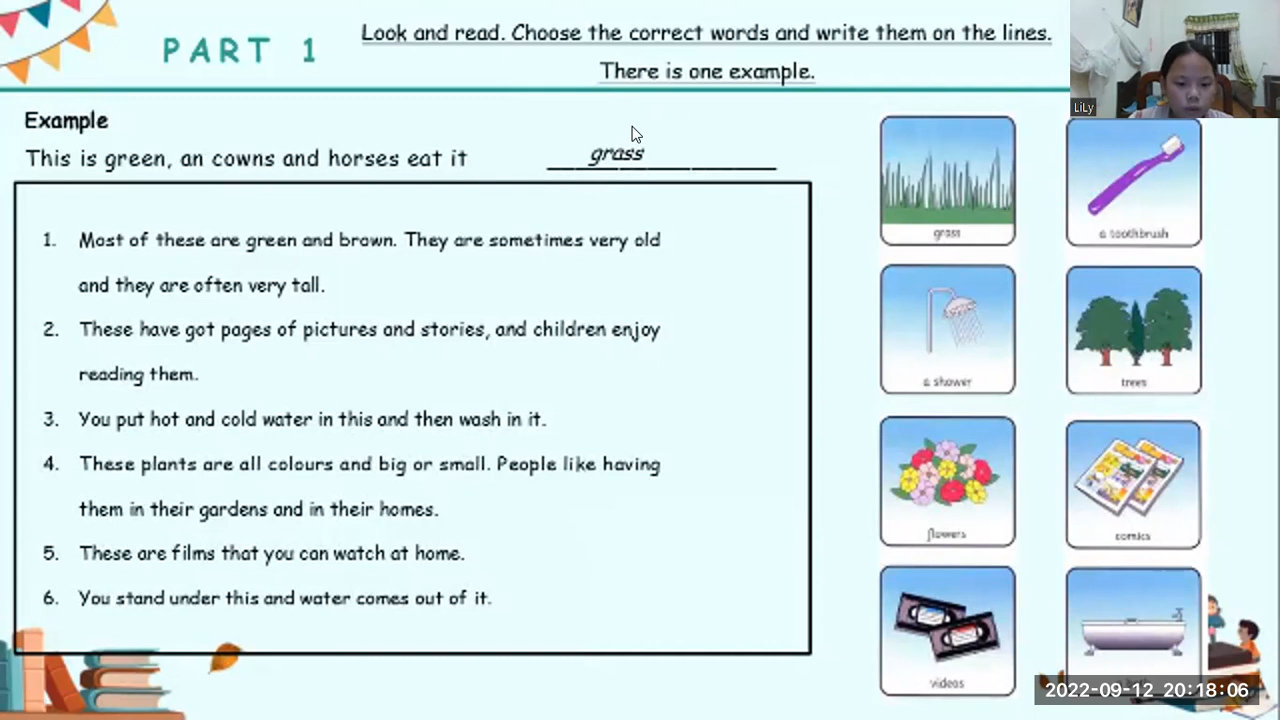 PART 1
Look and read. Choose the correct words and write them on the lines.
There is one example.
LiLy
Example
This is green, an cowns and horses eat it
grass
1. Most of these are green and brown. They are sometimes very old
and they are often very tall.
2. These have got pages of pictures and stories, and children enjoy
reading them.
3. You put hot and cold water in this and then wash in it.
4. These plants are all colours and big or small. People like having
them in their gardens and in their homes.
5. These are films that you can watch at home.
6. You stand under this and water comes out of it.
grass
a toothbrush
a shower
trees
flowers
comics
videos
2022-09-12 20:18:06